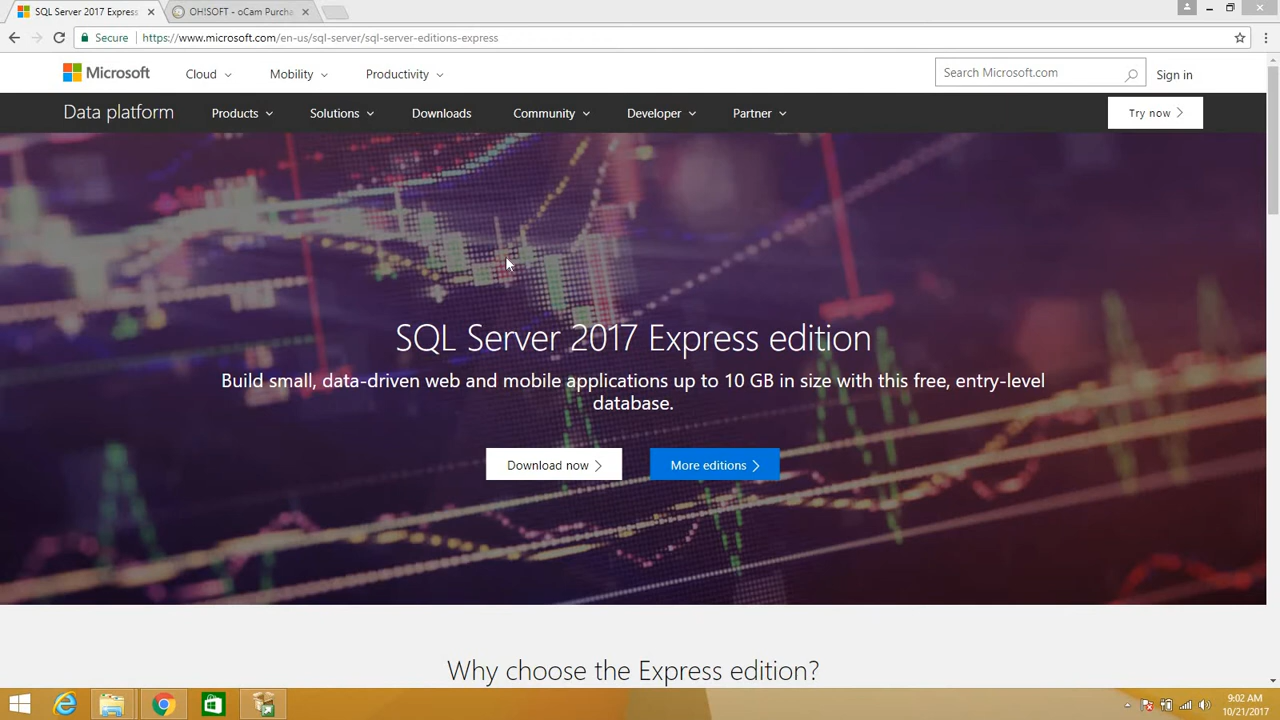 SQL Server 2017 Express
OH!SOFT - oCam Purcha
Secure
https://www.microsoft.com/en-us/sql-server/sql-server-editions-express
Microsoft
Cloud
Mobility
Productivity
Search Microsoft.com
Sign in
Data platform
Products
Solutions
Downloads
Community
Developer
Partner
Try now
SQL Server 2017 Express edition
Build small, data-driven web and mobile applications up to 10 GB in size with this free, entry-level
database.
Download now
More editions
Why choose the Express edition?
9:02 AM
10/21/2017